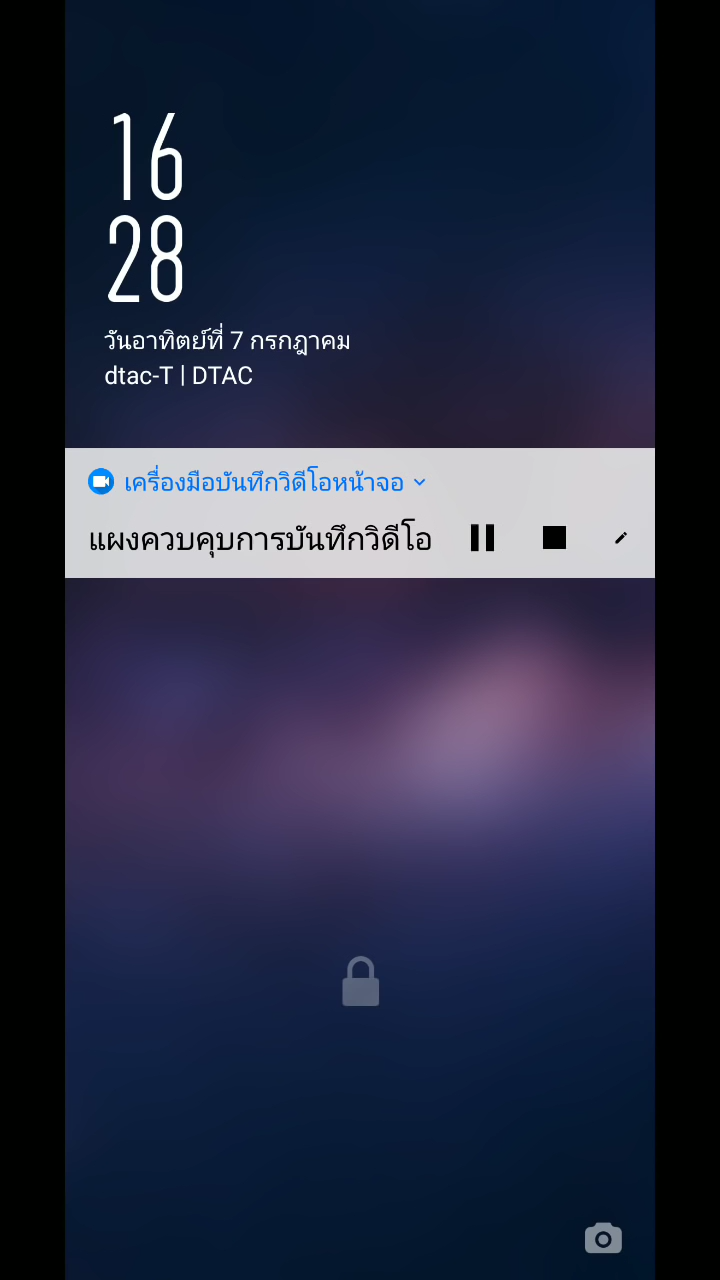 16
28
วันอาทิตย์ที่ 7 กรกฎาคม
dtac-T | DTAC
เครื่องมือบันทึกวิดีโอหน้าจอ
แผงควบคุบการบันทึกวิดีโอ